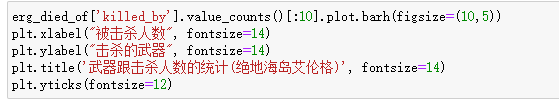 erg_died_of['killed_by'].value_counts()[:10].plot.barh(figsize=(10,5))
plt.xlabel("被击杀人数", fontsize=14)
plt.ylabel("击杀的武器", fontsize=14)
plt.title('武器跟击杀人数的统计(绝地海岛艾伦格)', fontsize=14)
plt.yticks(fontsize=12)